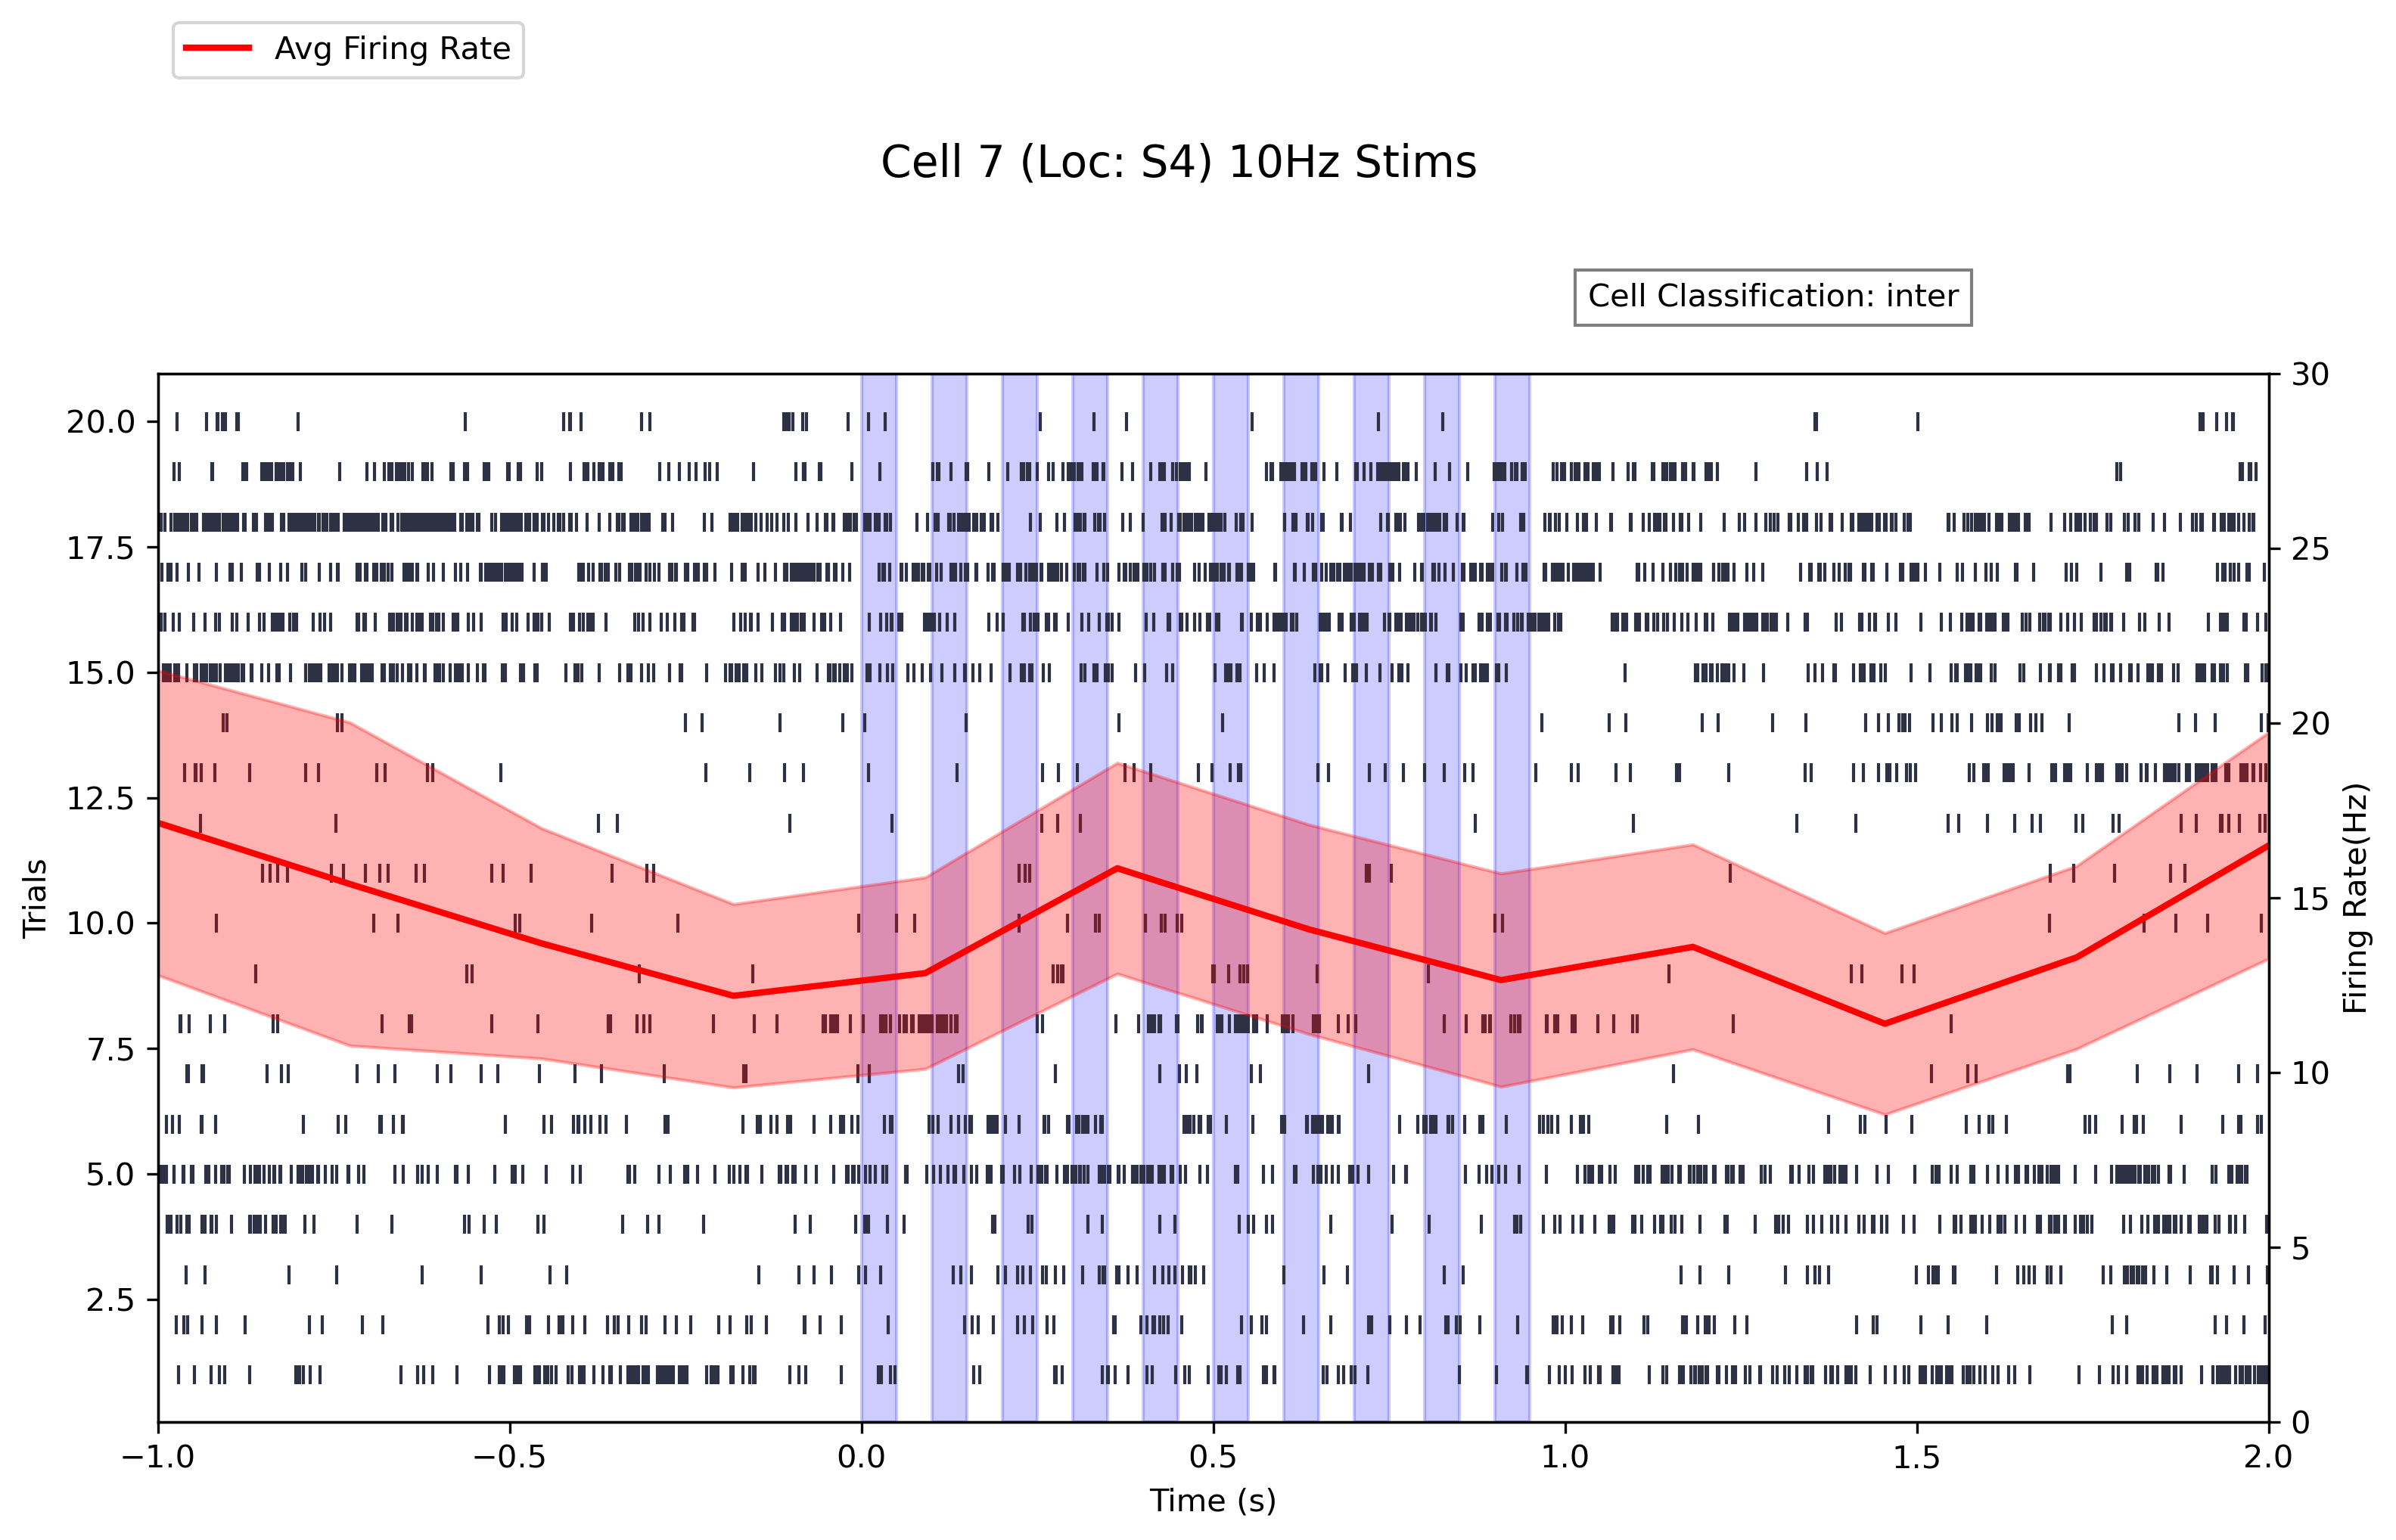 Avg Firing Rate
Cell 7 (Loc: S4) 10Hz Stims
Cell Classification: inter
Trials
20.0
17.5
15.0
12.5
10.0
7.5
5.0
2.5
30
25
20
15
10
5
0
Firing Rate(Hz)
−1.0 −0.5 0.0 0.5 1.0 1.5 2.0
Time (s)